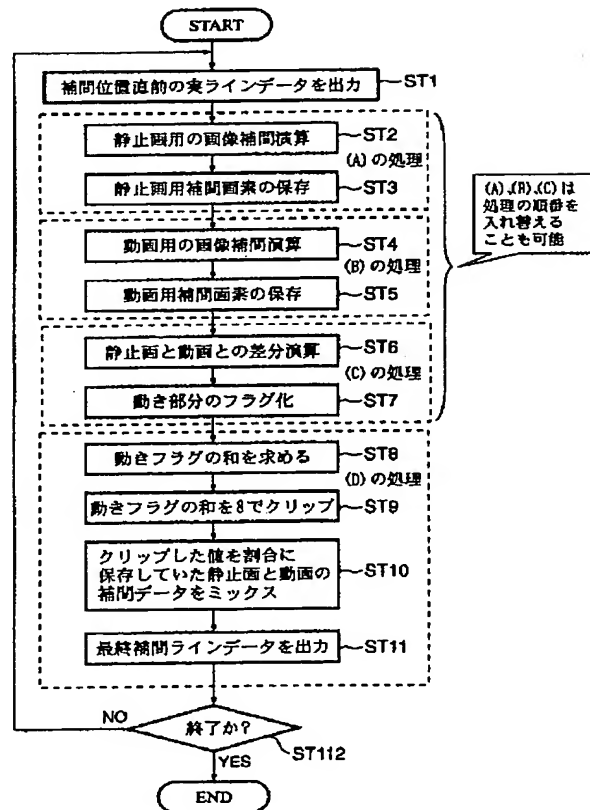 START
補間位置直前の実ラインデータを出力
ST1
静止画用の画像補間演算
ST2
(A)の処理
静止画用補間画素の保存
ST3
動画用の画像補間演算
ST4
(B)の処理
動画用補間画素の保存
ST5
静止画と動画との差分演算
ST6
(C)の処理
動き部分のフラグ化
ST7
(A)、(B)、(C)は
処理の順番を
入れ替える
ことも可能
動きフラグの和を求める
ST8
(D)の処理
動きフラグの和を8でクリップ
ST9
クリップした値を割合に
保存していた静止画と動画の
補間データをミックス
ST10
最終補間ラインデータを出力
ST11
NO
終了か?
ST112
YES
END